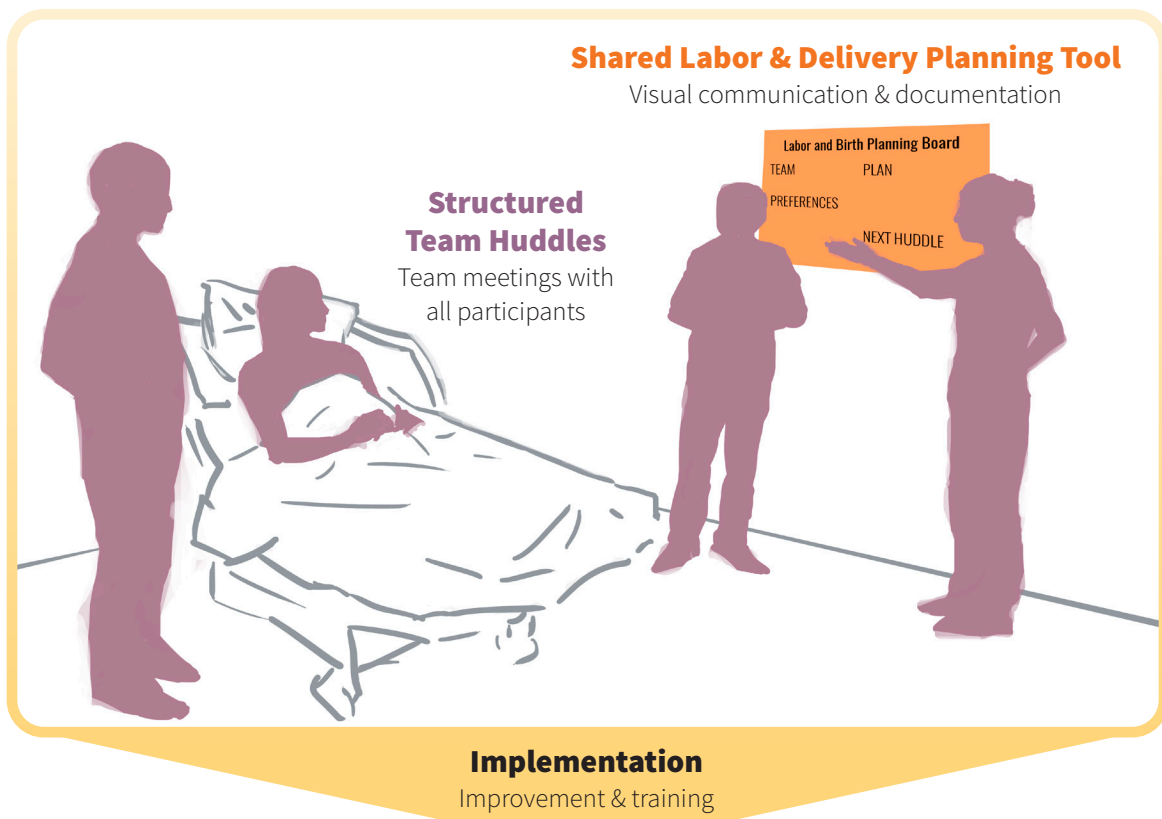 Shared Labor & Delivery Planning Tool
Visual communication & documentation
Labor and Birth Planning Board
TEAM PLAN
PREFERENCES
NEXT HUDDLE
Structured
Team Huddles
Team meetings with
all participants
Implementation
Improvement & training